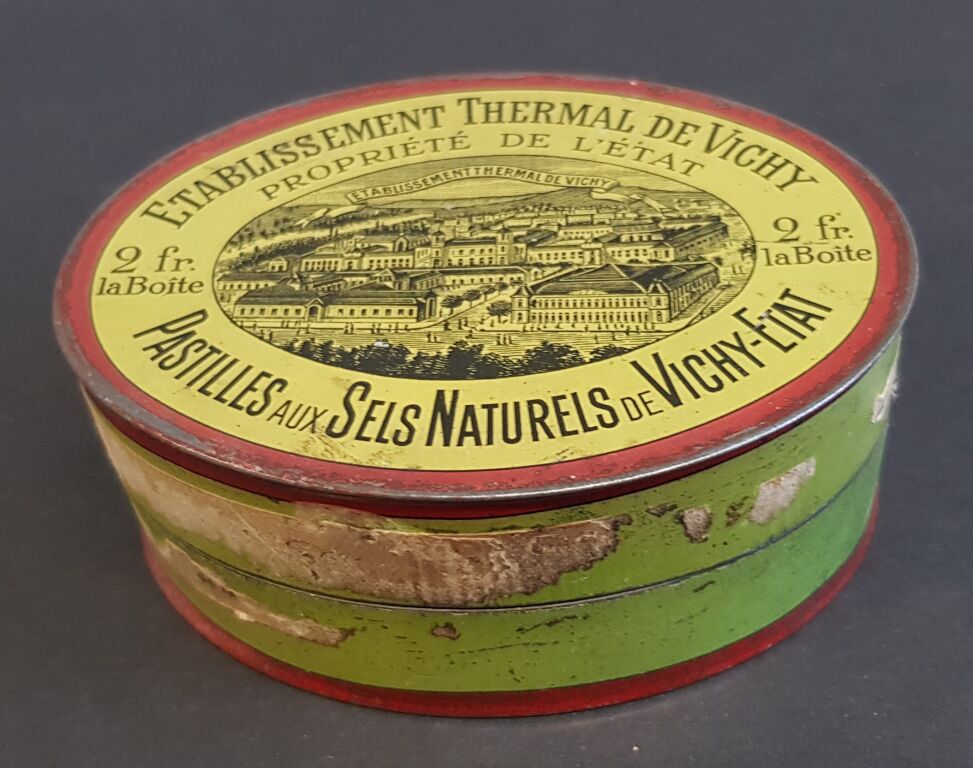 ETABLISSEMENT THERMAL DE VICHY
PROPRIÉTÉ DE L'ÉTAT
ETABLISSEMENT THERMAL DE VICHY
2 fr.
la Boîte
2 fr.
la Boîte
PASTILLES AUX SELS NATURELS DE VICHY-ETAT